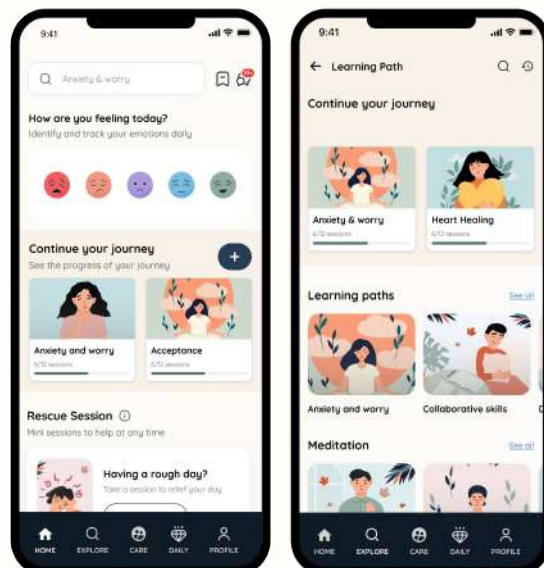 9:41
Anxiety & worry
How are you feeling today?
Identify and track your emotions daily
Continue your journey
See the progress of your journey
+
Anxiety and worry
6/12 sessions
Acceptance
6/12 sessions
Rescue Session
Mini sessions to help at any time
Having a rough day?
Take a session to relief your day
HOME
EXPLORE
CARE
DAILY
PROFILE
9:41
Learning Path
Continue your journey
Anxiety & worry
6/12 sessions
Heart Healing
6/12 sessions
Learning paths
See all
Anxiety and worry
Collaborative skills
Meditation
See all
HOME
EXPLORE
CARE
DAILY
PROFILE